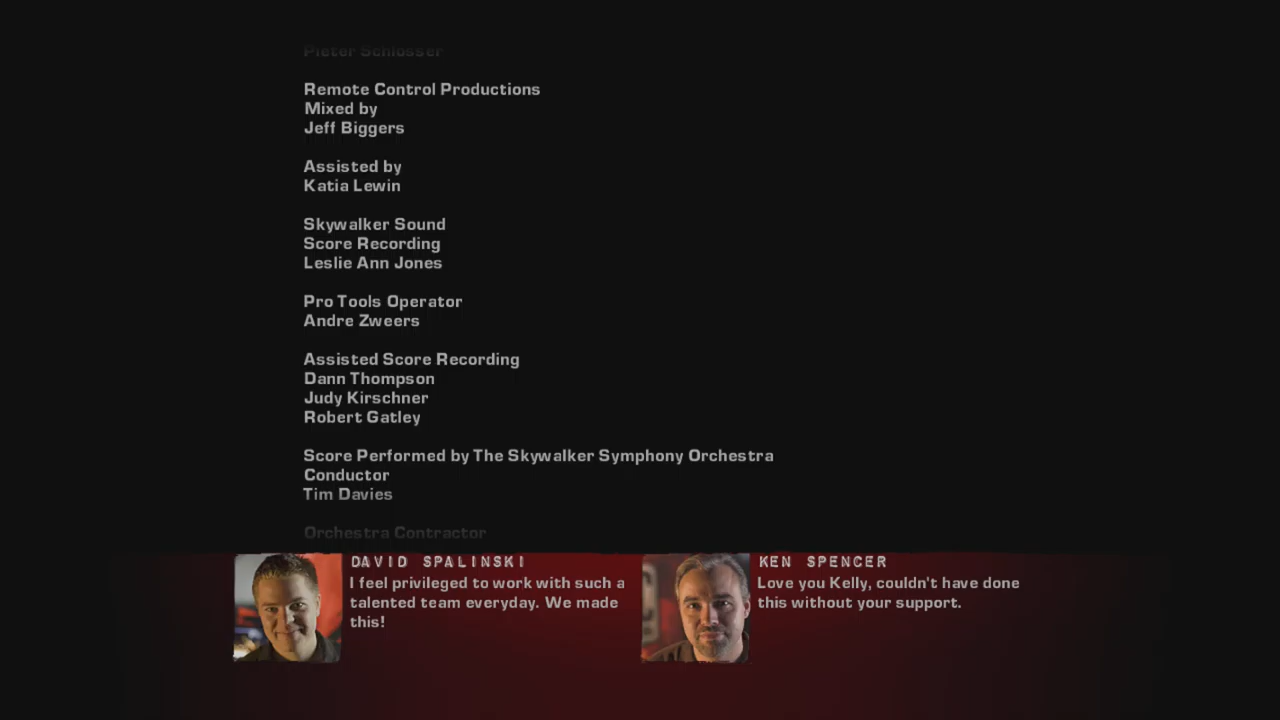 Pieter Schlosser
Remote Control Productions
Mixed by
Jeff Biggers
Assisted by
Katia Lewin
Skywalker Sound
Score Recording
Leslie Ann Jones
Pro Tools Operator
Andre Zweers
Assisted Score Recording
Dann Thompson
Judy Kirschner
Robert Gatley
Score Performed by The Skywalker Symphony Orchestra
Conductor
Tim Davies
Orchestra Contractor
DAVID SPALINSKI
I feel privileged to work with such a
talented team everyday. We made
this!
KEN SPENCER
Love you Kelly, couldn't have done
this without your support.